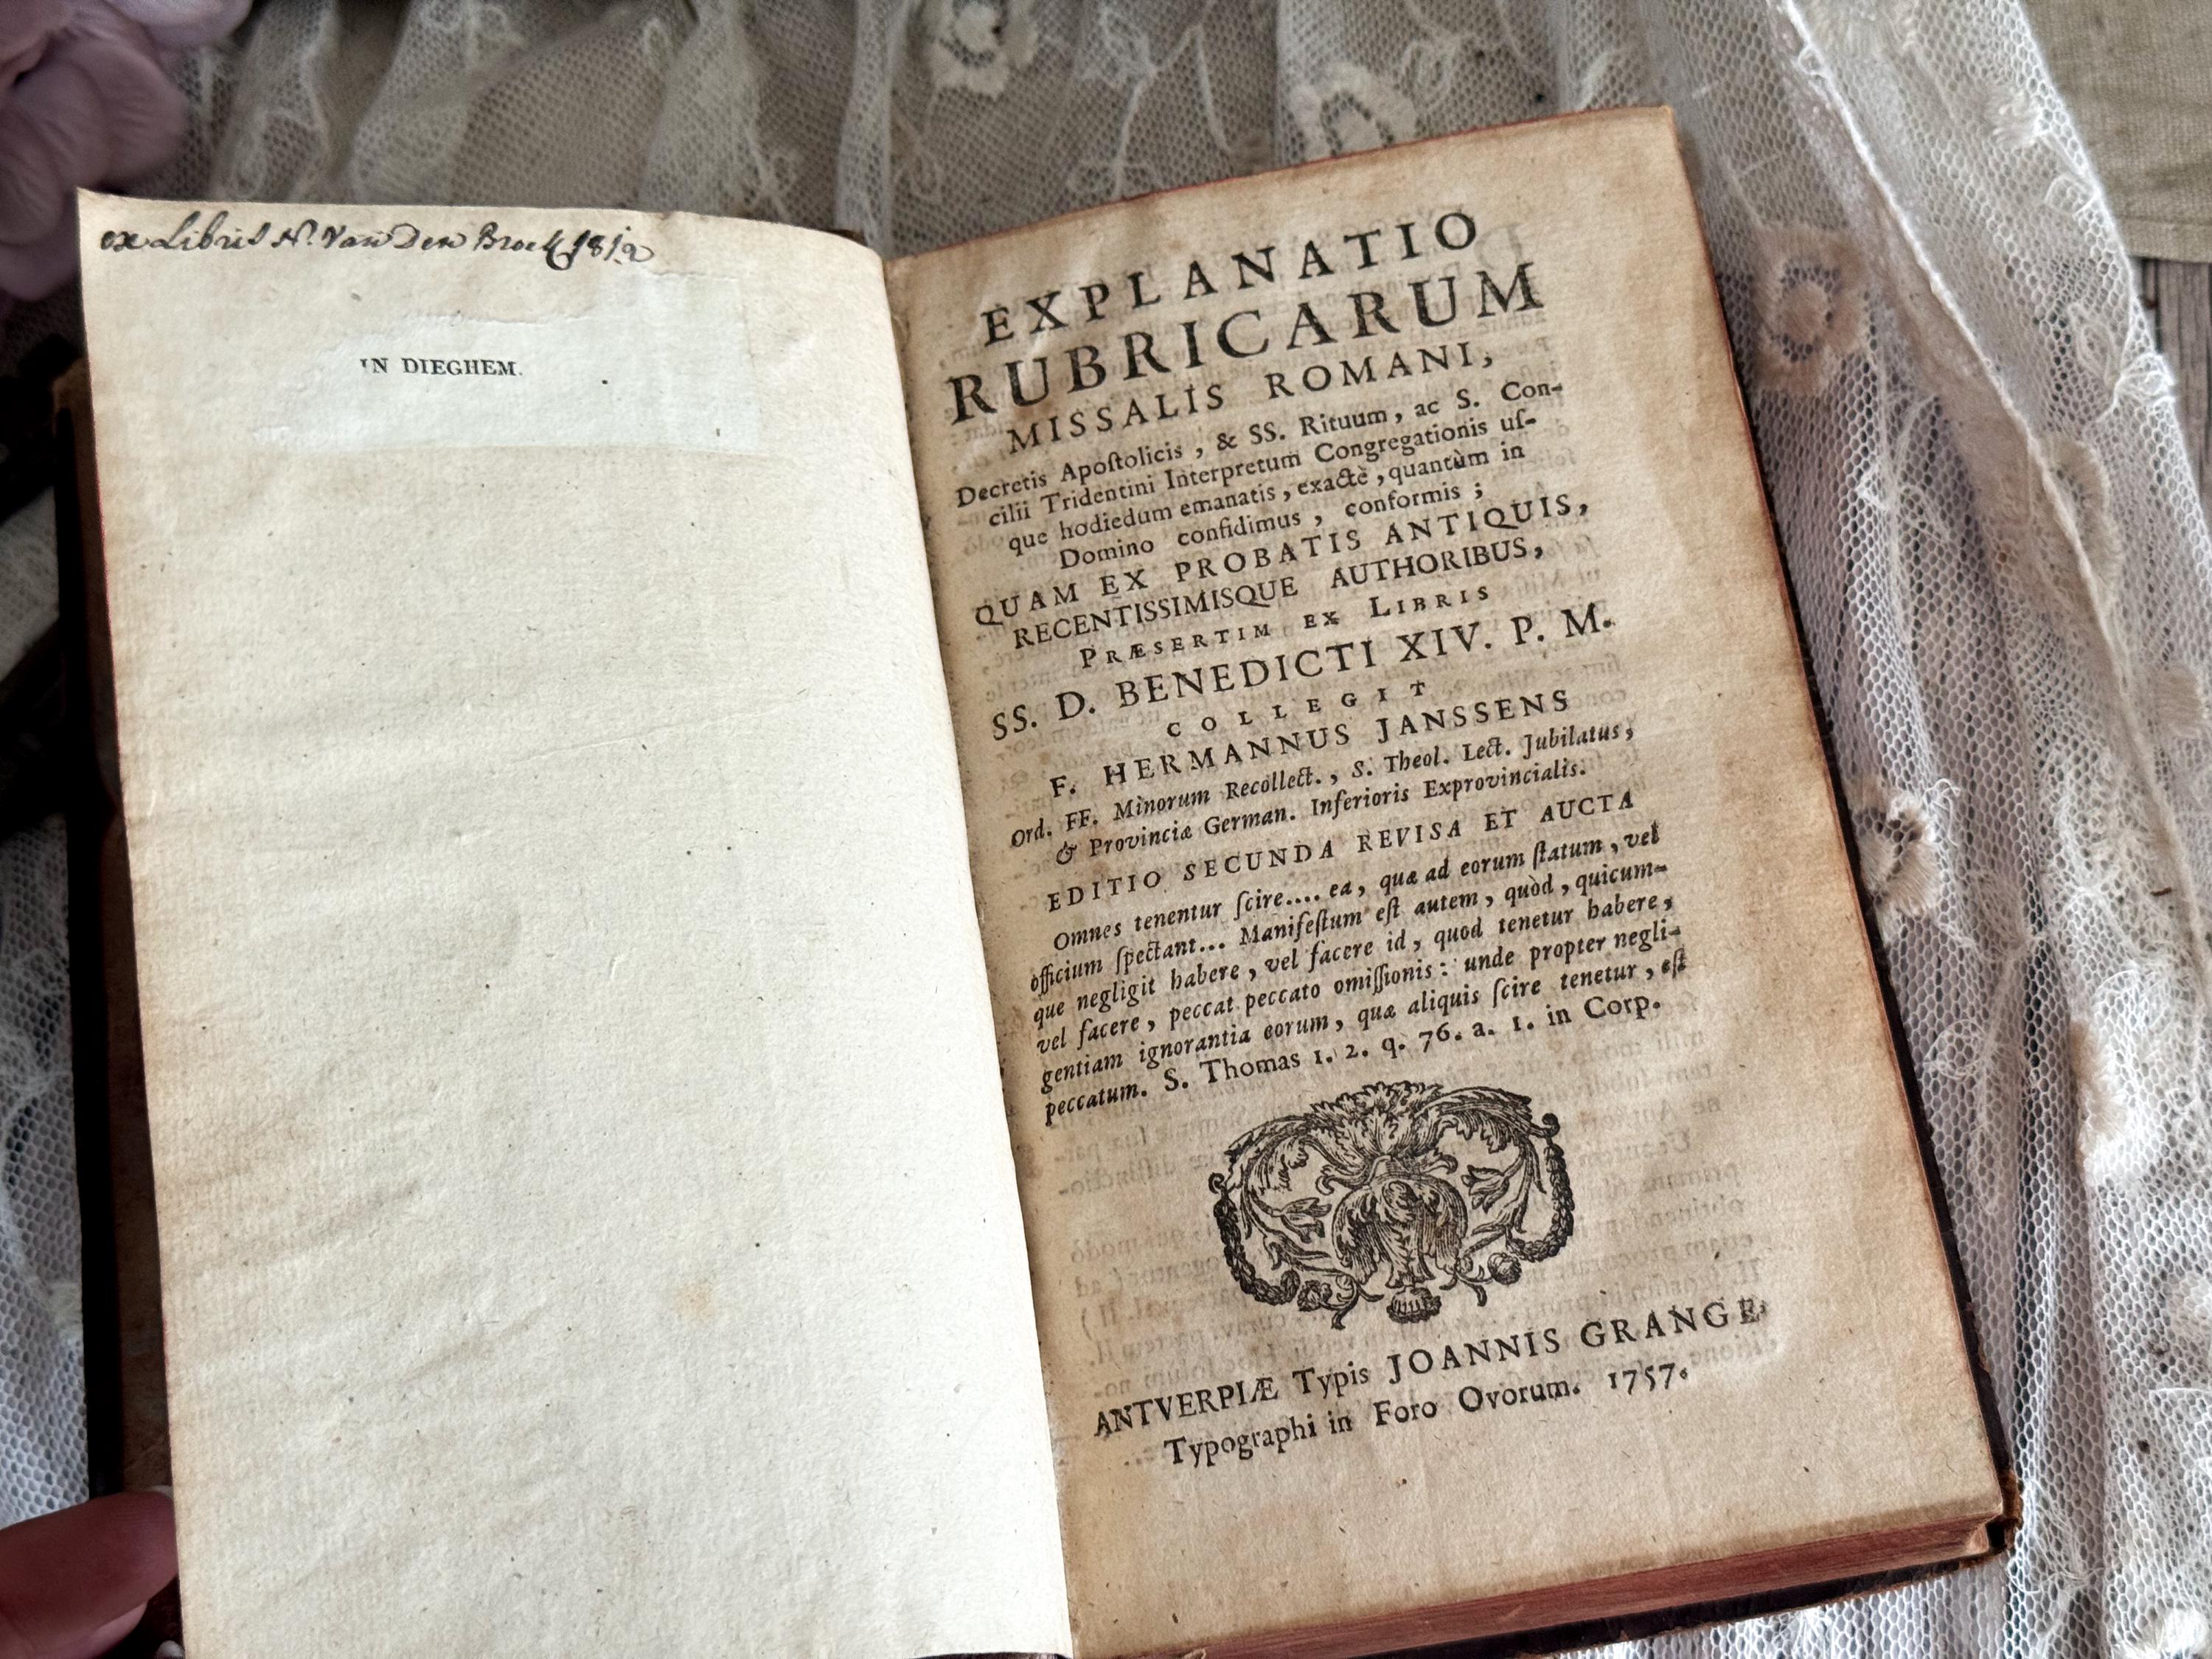 ex Libris N. Van Den Broeck 1812
IN DIEGHEM.
EXPLANATIO
RUBRICARUM
MISSALIS ROMANI,
Decretis Apoſtolicis, & SS. Rituum, ac S. Con-
cilii Tridentini Interpretum Congregationis uſ-
que hodiedum emanatis, exactè, quantùm in
Domino confidimus, conformis;
QUAM EX PROBATIS ANTIQUIS,
RECENTISSIMISQUE AUTHORIBUS,
PRÆSERTIM EX LIBRIS
SS. D. BENEDICTI XIV. P. M.
COLLEGIT
F. HERMANNUS JANSSENS
Ord. FF. Minorum Recollect., S. Theol. Lect. Jubilatus,
& Provinciæ German. Inferioris Exprovincialis.
EDITIO SECUNDA REVISA ET AUCTA
Omnes tenentur ſcire.... ea, quæ ad eorum ſtatum, vel
officium ſpectant... Manifeſtum eſt autem, quòd, quicum-
que negligit habere, vel facere id, quod tenetur habere,
vel facere, peccat peccato omiſſionis: unde propter negli-
gentiam ignorantia eorum, quæ aliquis ſcire tenetur, eſt
peccatum. S. Thomas 1. 2. q. 76. a. 1. in Corp.
ANTVERPIÆ Typis JOANNIS GRANGE,
Typographi in Foro Ovorum. 1757.